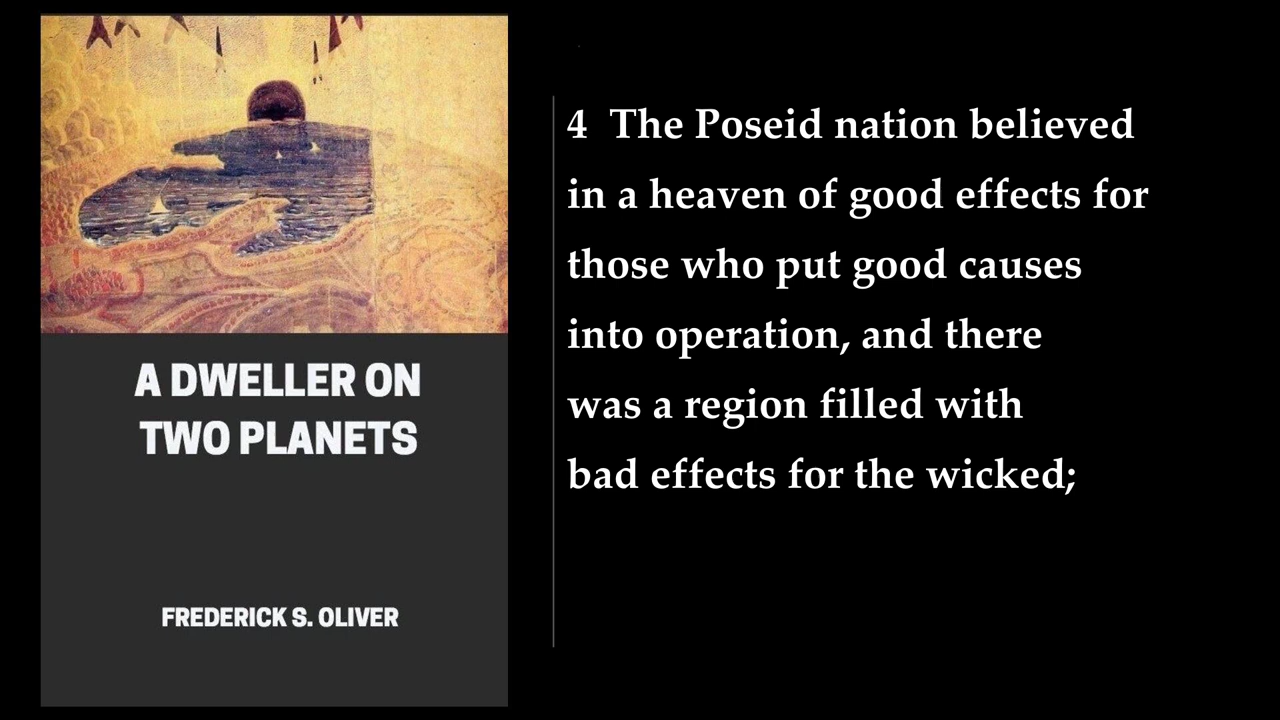 A DWELLER ON
TWO PLANETS
FREDERICK S. OLIVER
4 The Poseid nation believed
in a heaven of good effects for
those who put good causes
into operation, and there
was a region filled with
bad effects for the wicked;